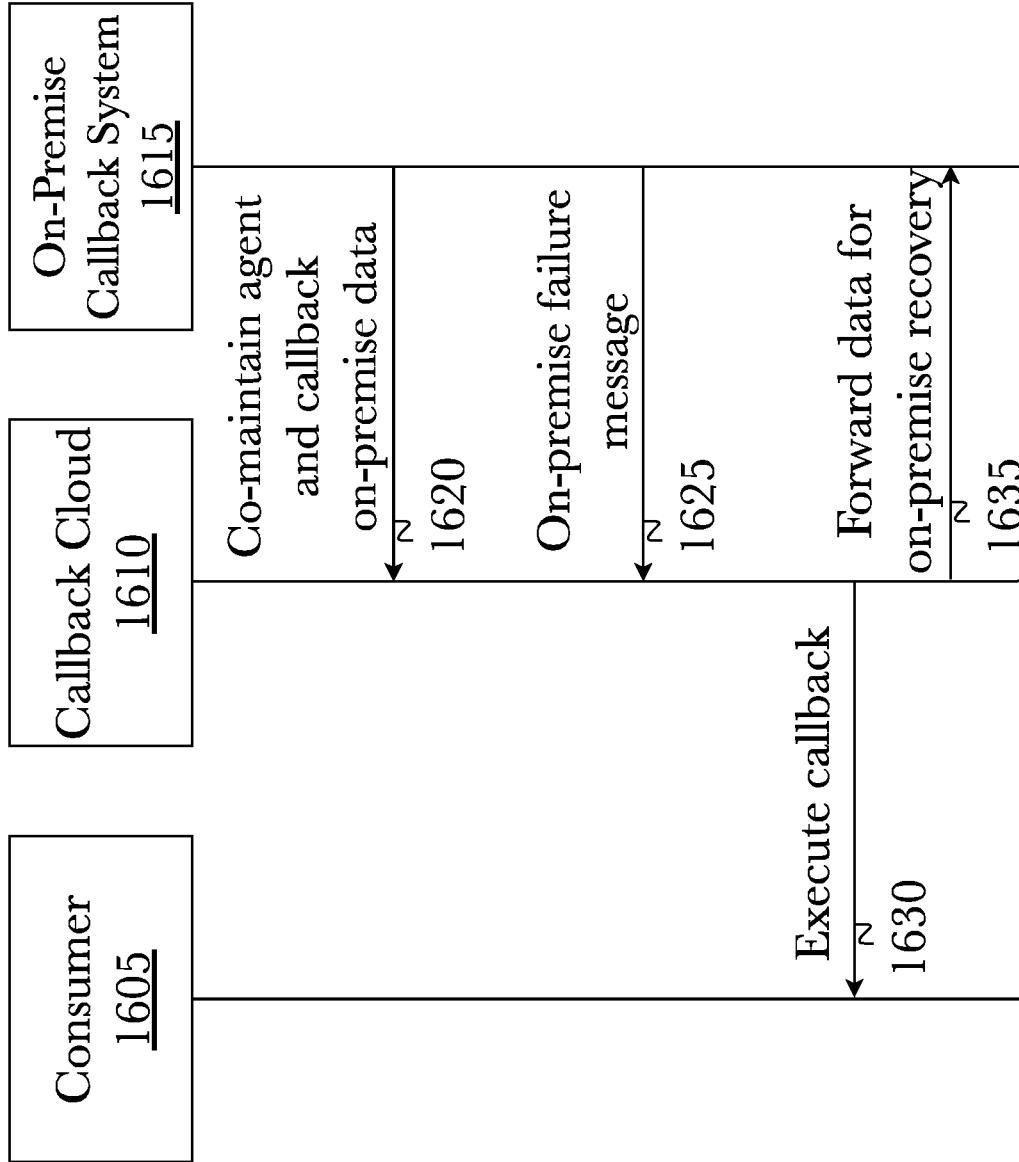 Consumer
1605
Callback Cloud
1610
On-Premise
Callback System
1615
Co-maintain agent
and callback
on-premise data
1620
On-premise failure
message
1625
Execute callback
1630
Forward data for
on-premise recovery
1635